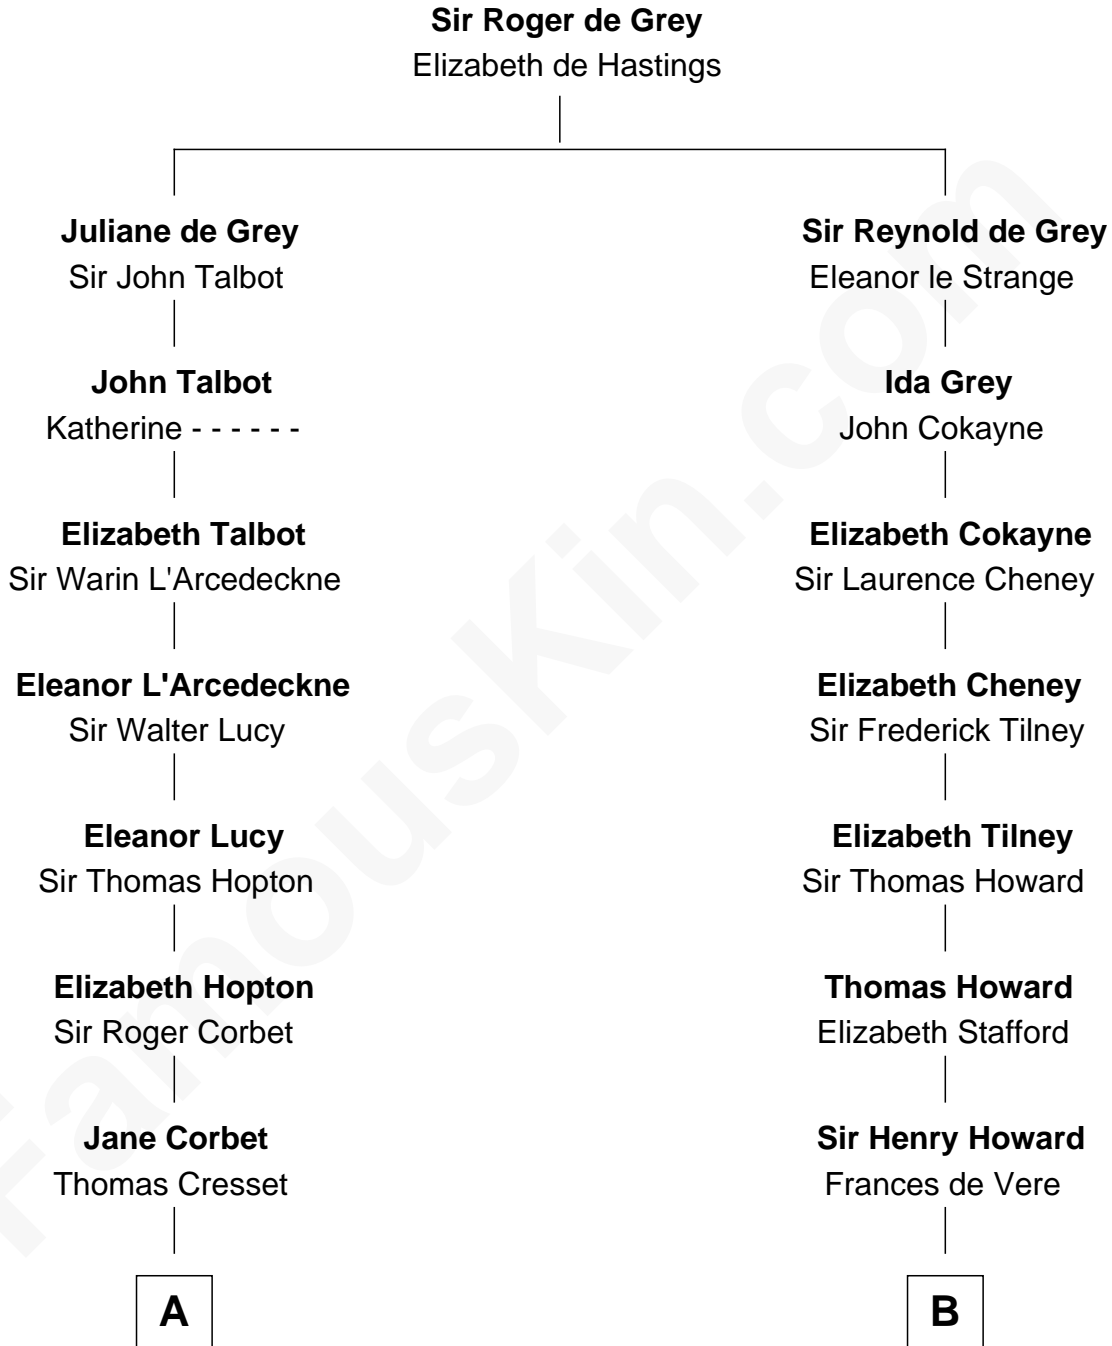 Sir Roger de Grey
Elizabeth de Hastings
Juliane de Grey
Sir John Talbot
Sir Reynold de Grey
Eleanor le Strange
John Talbot
Katherine - - - - - -
Ida Grey
John Cokayne
Elizabeth Talbot
Sir Warin L'Arcedeckne
Elizabeth Cokayne
Sir Laurence Cheney
Eleanor L'Arcedeckne
Sir Walter Lucy
Elizabeth Cheney
Sir Frederick Tilney
Eleanor Lucy
Sir Thomas Hopton
Elizabeth Tilney
Sir Thomas Howard
Elizabeth Hopton
Sir Roger Corbet
Thomas Howard
Elizabeth Stafford
Jane Corbet
Thomas Cresset
Sir Henry Howard
Frances de Vere
A
B
FamousKin.com